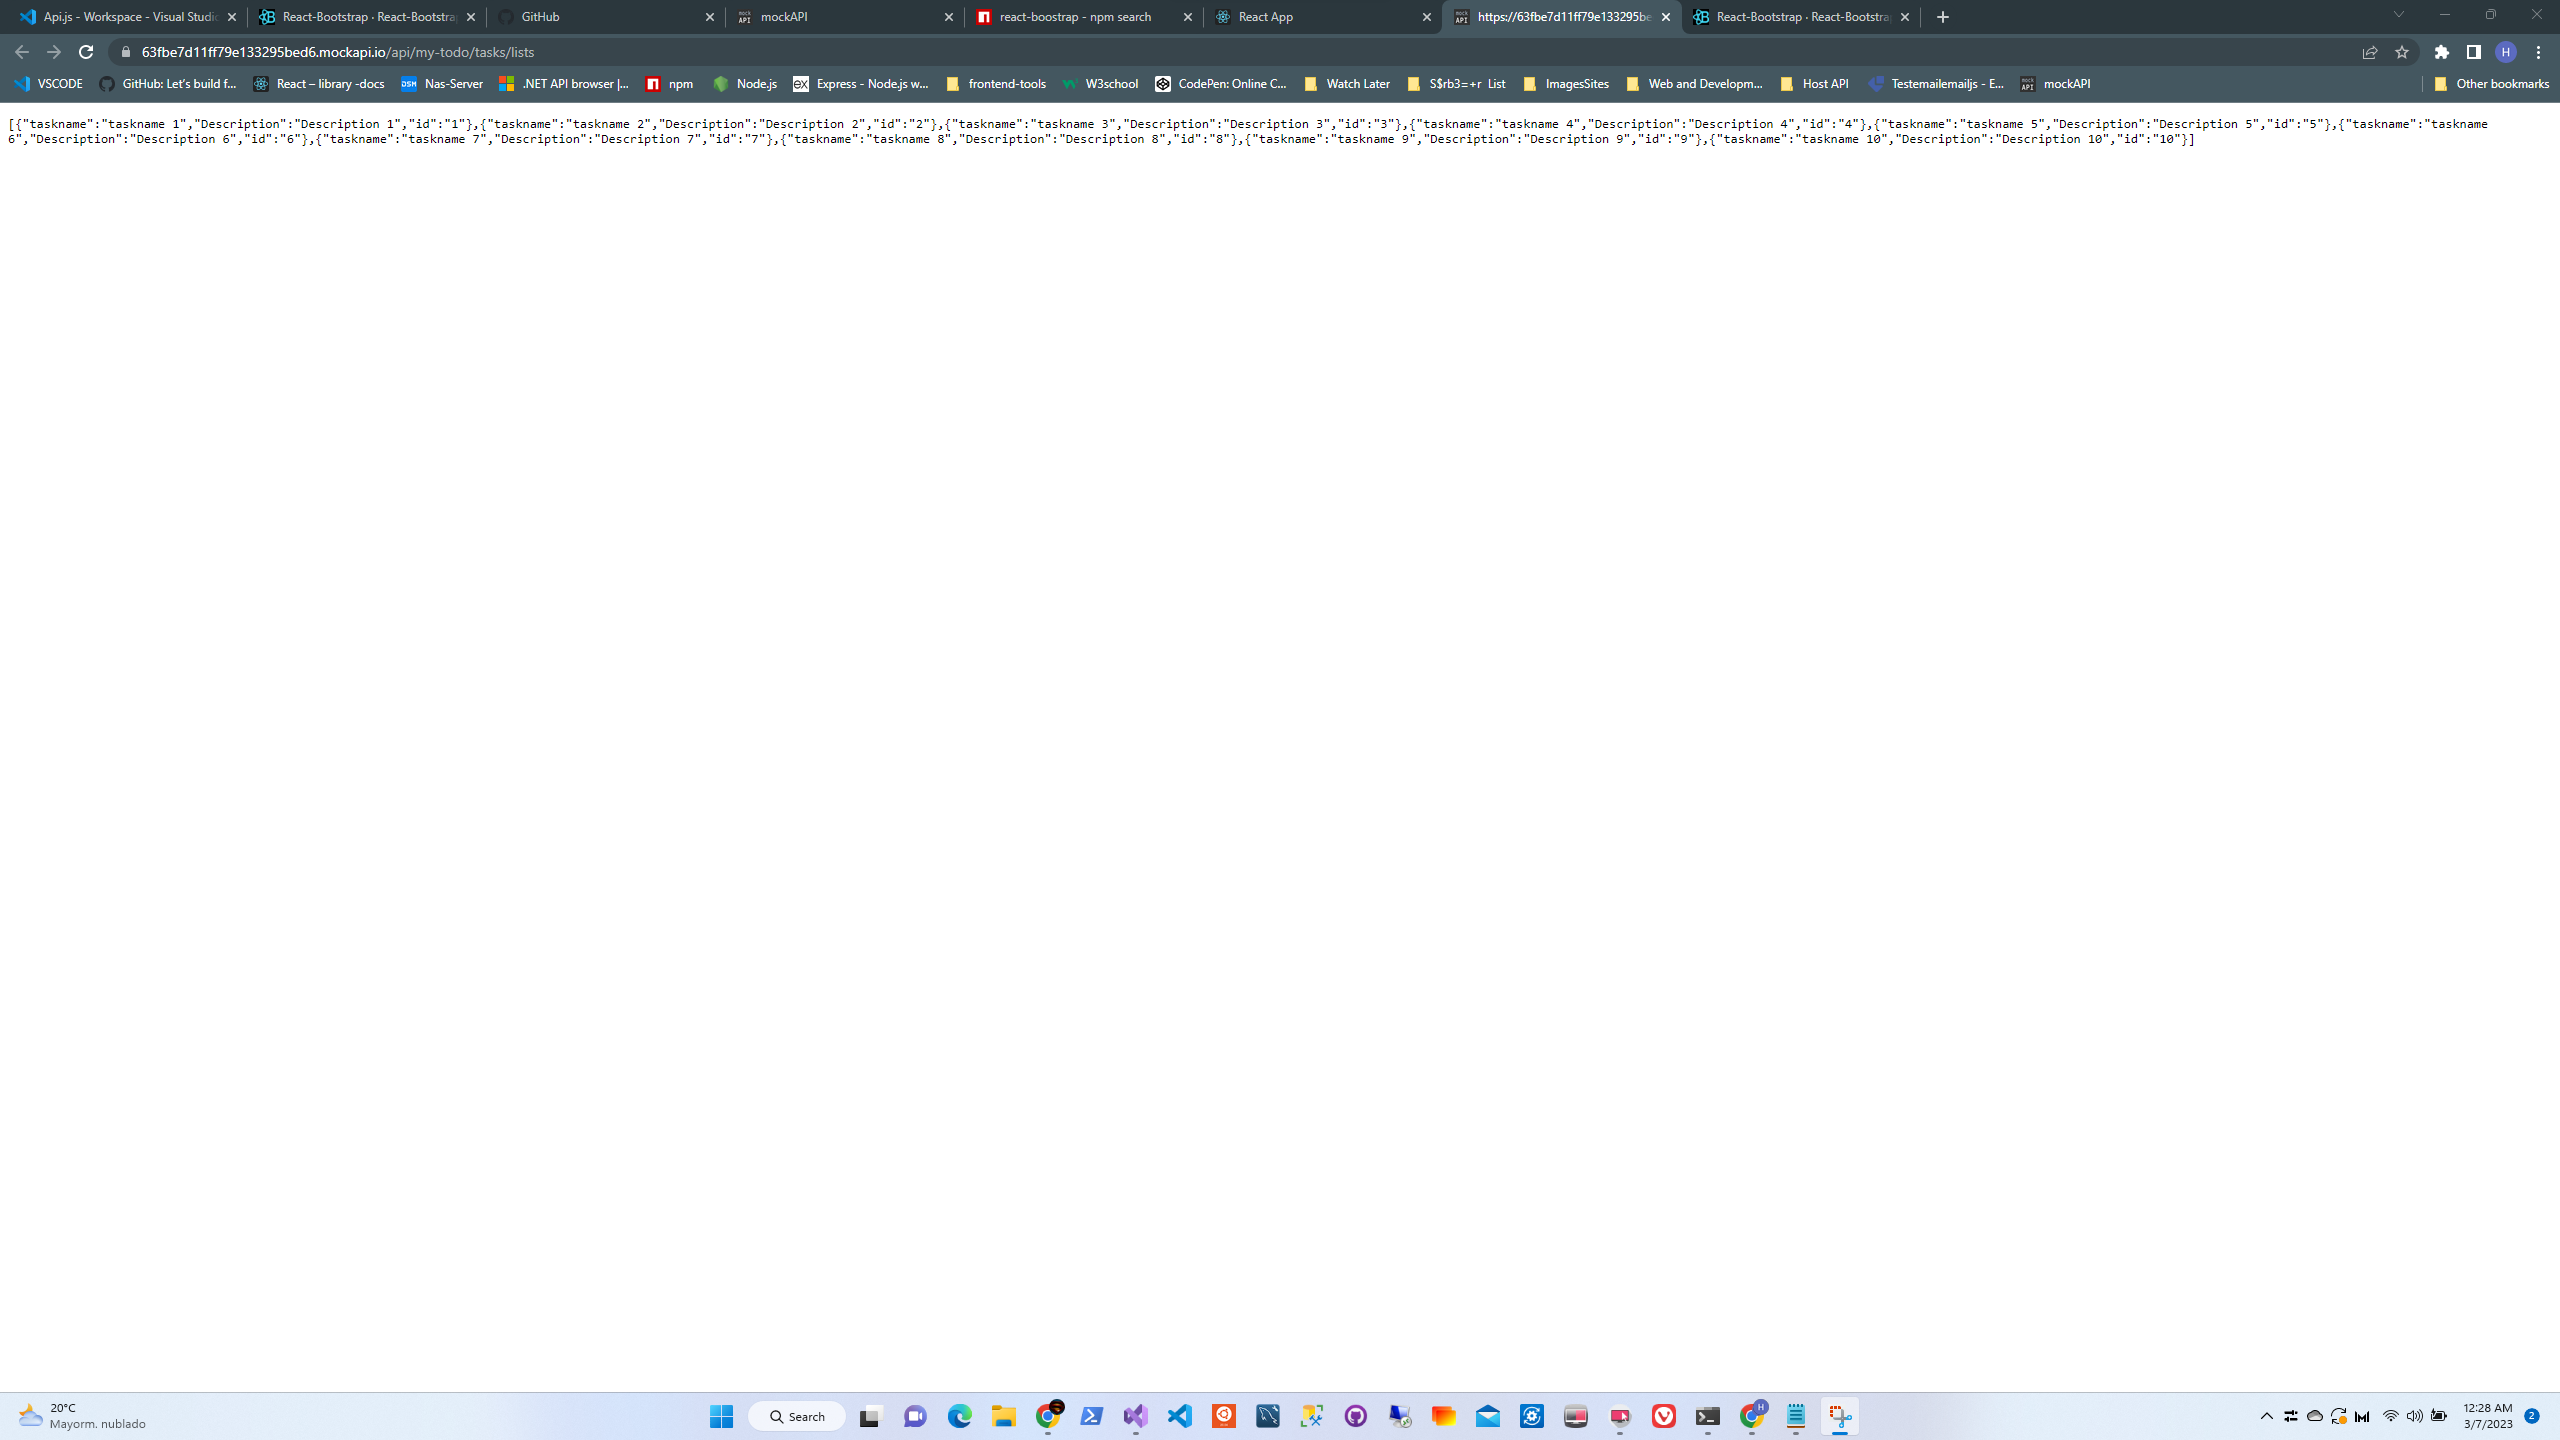 Api.js - Workspace - Visual Studi
React-Bootstrap · React-Bootstra
GitHub
mockAPI
react-boostrap - npm search
React App
https://63fbe7d11ff79e133295be
React-Bootstrap · React-Bootstra
63fbe7d11ff79e133295bed6.mockapi.io/api/my-todo/tasks/lists
H
VSCODE
GitHub: Let's build f...
React – library -docs
DSM
Nas-Server
.NET API browser |...
npm
Node.js
ex
Express - Node.js w...
frontend-tools
W3school
CodePen: Online C...
Watch Later
S$rb3=+r List
ImagesSites
Web and Developm...
Host API
Testemailemailjs - E...
mock API
mockAPI
Other bookmarks
[{"taskname":"taskname 1","Description":"Description 1","id":"1"},{"taskname":"taskname 2","Description":"Description 2","id":"2"},{"taskname":"taskname 3","Description":"Description 3","id":"3"},{"taskname":"taskname 4","Description":"Description 4","id":"4"},{"taskname":"taskname 5","Description":"Description 5","id":"5"},{"taskname":"taskname
6","Description":"Description 6","id":"6"},{"taskname":"taskname 7","Description":"Description 7","id":"7"},{"taskname":"taskname 8","Description":"Description 8","id":"8"},{"taskname":"taskname 9","Description":"Description 9","id":"9"},{"taskname":"taskname 10","Description":"Description 10","id":"10"}]
20°C
Mayorm. nublado
Search
H
12:28 AM
3/7/2023
2